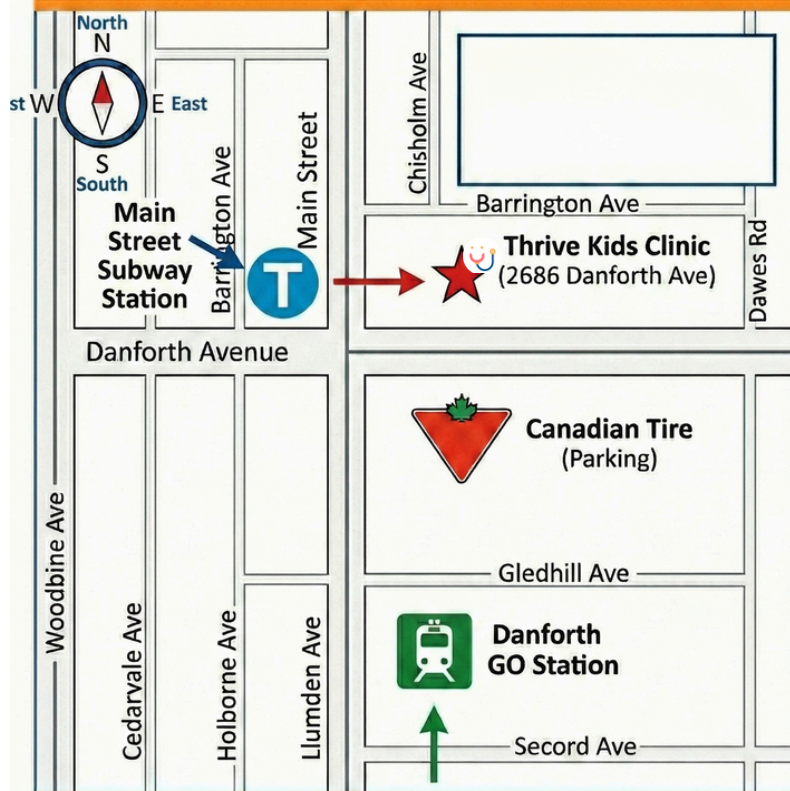 North
N
st W E East
S
South
Main
Street
Subway
Station
Barrington Ave
Main Street
T
Chisholm Ave
Barrington Ave
Thrive Kids Clinic
(2686 Danforth Ave)
Dawes Rd
Danforth Avenue
Canadian Tire
(Parking)
Woodbine Ave
Gledhill Ave
Cedarvale Ave
Holborne Ave
Llumden Ave
Danforth
GO Station
Secord Ave